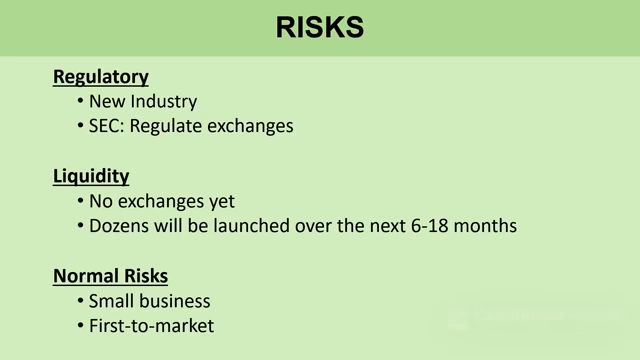 RISKS
Regulatory
• New Industry
• SEC: Regulate exchanges
Liquidity
• No exchanges yet
• Dozens will be launched over the next 6-18 months
Normal Risks
• Small business
• First-to-market